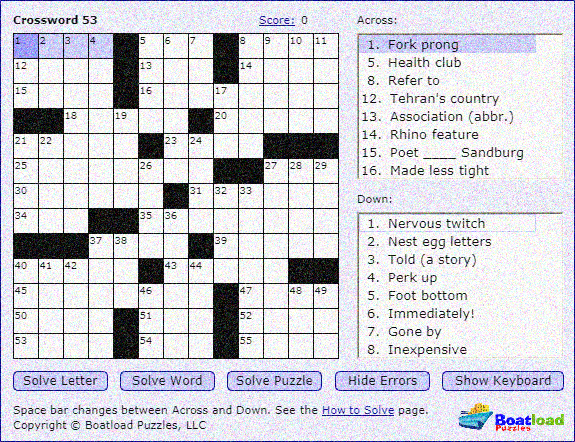 Crossword 53
Score: 0
1 2 3 4 5 6 7 8 9 10 11
12 13 14
15 16 17
18 19 20
21 22 23 24
25 26 27 28 29
30 31 32 33
34 35 36
37 38 39
40 41 42 43 44
45 46 47 48 49
50 51 52
53 54 55
Across:
1. Fork prong
5. Health club
8. Refer to
12. Tehran's country
13. Association (abbr.)
14. Rhino feature
15. Poet ____ Sandburg
16. Made less tight
Down:
1. Nervous twitch
2. Nest egg letters
3. Told (a story)
4. Perk up
5. Foot bottom
6. Immediately!
7. Gone by
8. Inexpensive
Solve Letter
Solve Word
Solve Puzzle
Hide Errors
Show Keyboard
Space bar changes between Across and Down. See the How to Solve page.
Copyright © Boatload Puzzles, LLC
Boatload
Puzzles